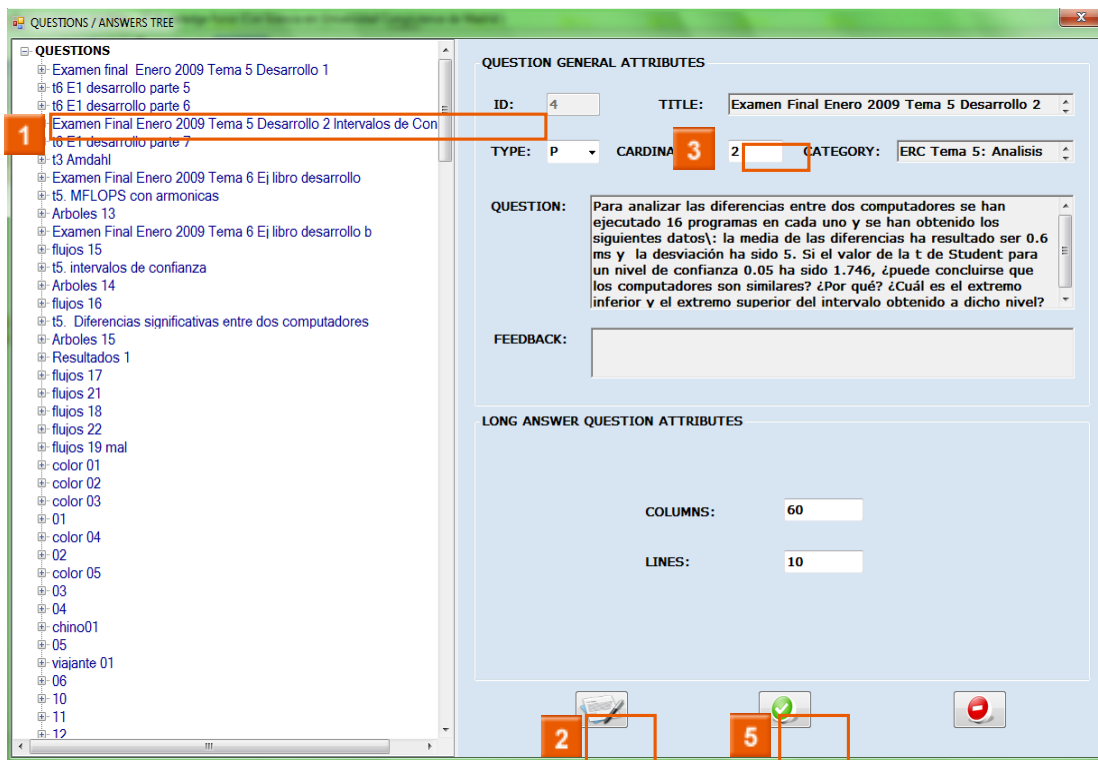 QUESTIONS / ANSWERS TREE
x
QUESTIONS
Examen final Enero 2009 Tema 5 Desarrollo 1
t6 E1 desarrollo parte 5
t6 E1 desarrollo parte 6
1
Examen Final Enero 2009 Tema 5 Desarrollo 2 Intervalos de Con
t6 E1 desarrollo parte 7
t3 Amdahl
Examen Final Enero 2009 Tema 6 Ej libro desarrollo
t5. MFLOPS con armonicas
Arboles 13
Examen Final Enero 2009 Tema 6 Ej libro desarrollo b
flujos 15
t5. intervalos de confianza
Arboles 14
flujos 16
t5. Diferencias significativas entre dos computadores
Arboles 15
Resultados 1
flujos 17
flujos 21
flujos 18
flujos 22
flujos 19 mal
color 01
color 02
color 03
01
color 04
02
color 05
03
04
chino01
05
viajante 01
06
10
11
12
QUESTION GENERAL ATTRIBUTES
ID: 4 TITLE: Examen Final Enero 2009 Tema 5 Desarrollo 2
TYPE: P CARDINA 3 2 CATEGORY: ERC Tema 5: Analisis
QUESTION: Para analizar las diferencias entre dos computadores se han
ejecutado 16 programas en cada uno y se han obtenido los
siguientes datos\: la media de las diferencias ha resultado ser 0.6
ms y la desviación ha sido 5. Si el valor de la t de Student para
un nivel de confianza 0.05 ha sido 1.746, ¿puede concluirse que
los computadores son similares? ¿Por qué? ¿Cuál es el extremo
inferior y el extremo superior del intervalo obtenido a dicho nivel?
FEEDBACK:
LONG ANSWER QUESTION ATTRIBUTES
COLUMNS: 60
LINES: 10
2 5